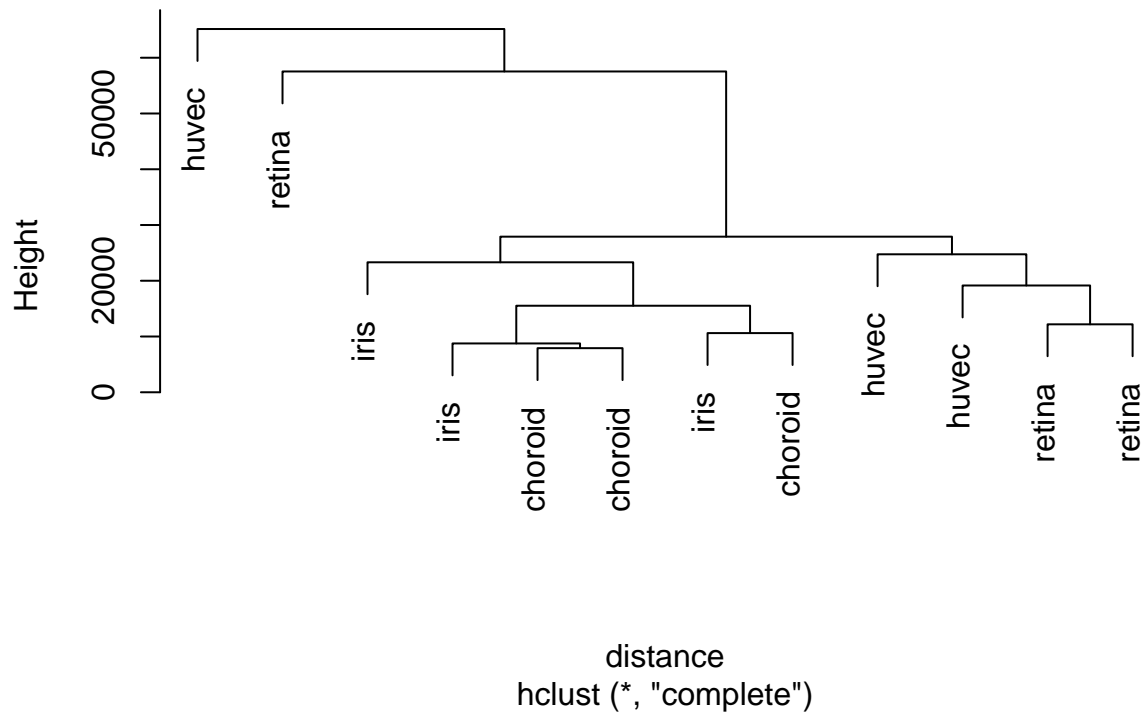 Height
50000
20000
0
huvec
retina
iris
iris
choroid
choroid
iris
choroid
huvec
huvec
retina
retina
distance
hclust (*, "complete")